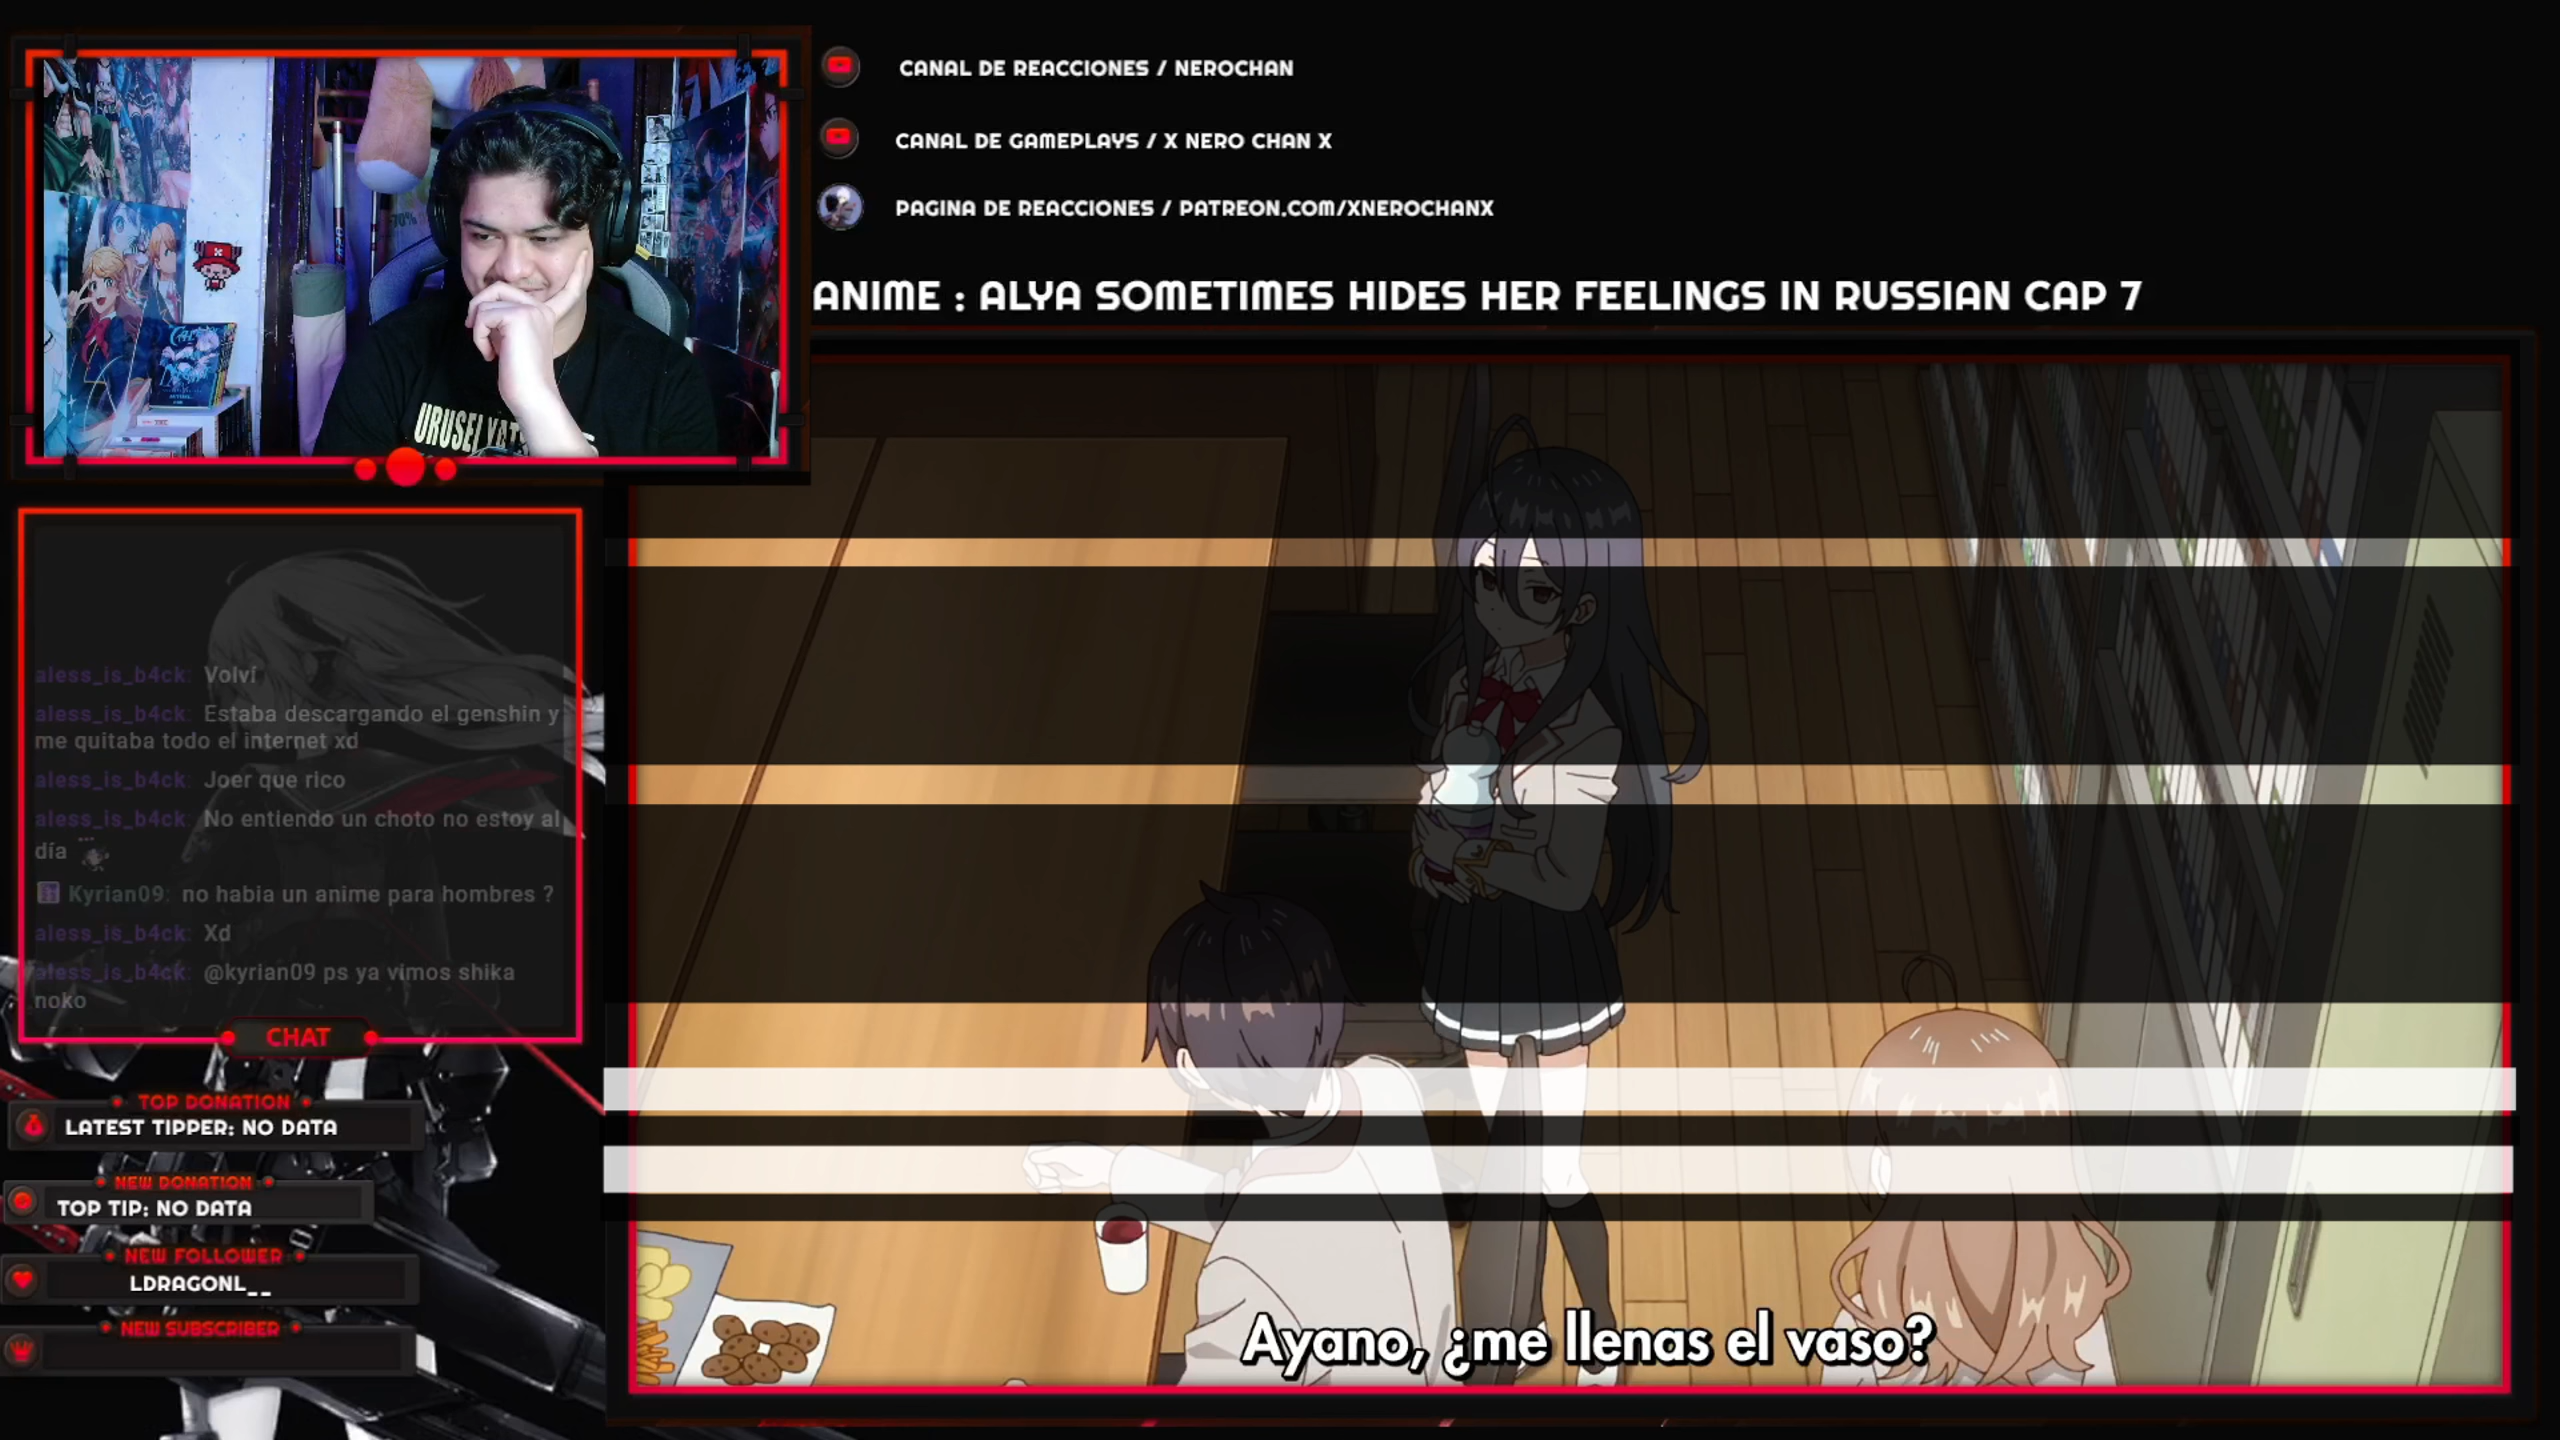 CANAL DE REACCIONES / NEROCHAN
CANAL DE GAMEPLAYS / X NERO CHAN X
PAGINA DE REACCIONES / PATREON.COM/XNEROCHANX
ANIME : ALYA SOMETIMES HIDES HER FEELINGS IN RUSSIAN CAP 7
-70%
aless_is_b4ck: Volví
aless_is_b4ck: Estaba descargando el genshin y
me quitaba todo el internet xd
aless_is_b4ck: Joer que rico
aless_is_b4ck: No entiendo un choto no estoy al
día
Kyrian09: no habia un anime para hombres ?
aless_is_b4ck: Xd
aless_is_b4ck: @kyrian09 ps ya vimos shika
noko
CHAT
TOP DONATION
LATEST TIPPER: NO DATA
NEW DONATION
TOP TIP: NO DATA
NEW FOLLOWER
LDRAGONL__
NEW SUBSCRIBER
Ayano, ¿me llenas el vaso?